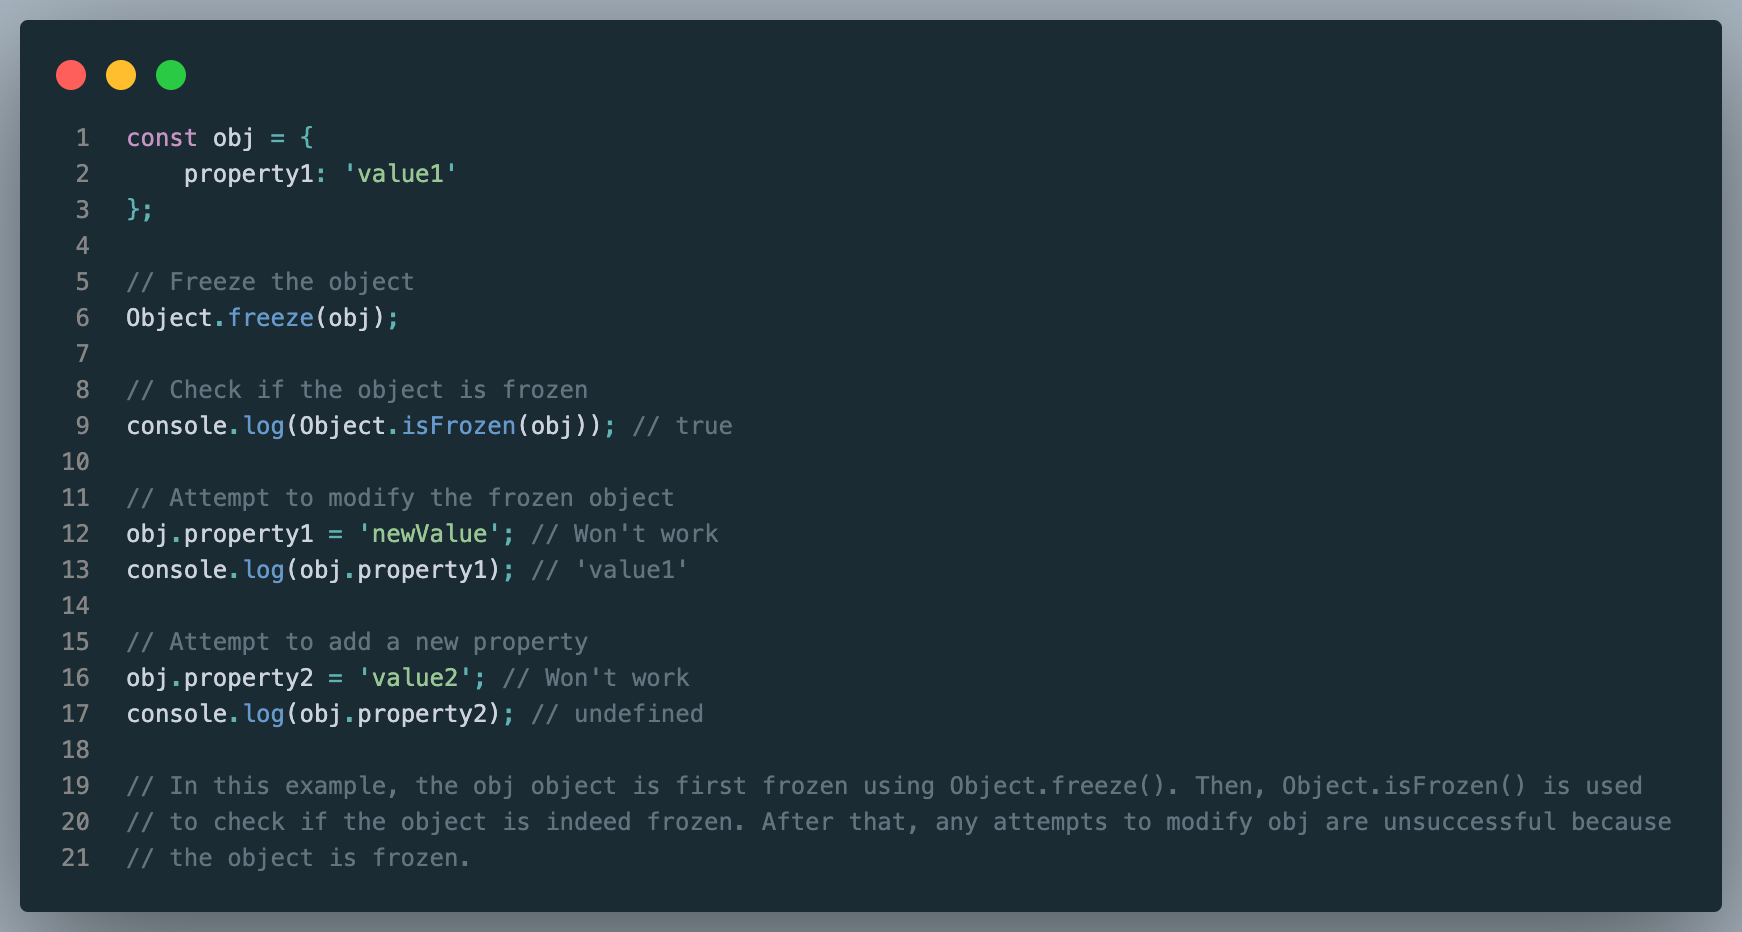 1 const obj = {
2     property1: 'value1'
3 };
4
5 // Freeze the object
6 Object.freeze(obj);
7
8 // Check if the object is frozen
9 console.log(Object.isFrozen(obj)); // true
10
11 // Attempt to modify the frozen object
12 obj.property1 = 'newValue'; // Won't work
13 console.log(obj.property1); // 'value1'
14
15 // Attempt to add a new property
16 obj.property2 = 'value2'; // Won't work
17 console.log(obj.property2); // undefined
18
19 // In this example, the obj object is first frozen using Object.freeze(). Then, Object.isFrozen() is used
20 // to check if the object is indeed frozen. After that, any attempts to modify obj are unsuccessful because
21 // the object is frozen.